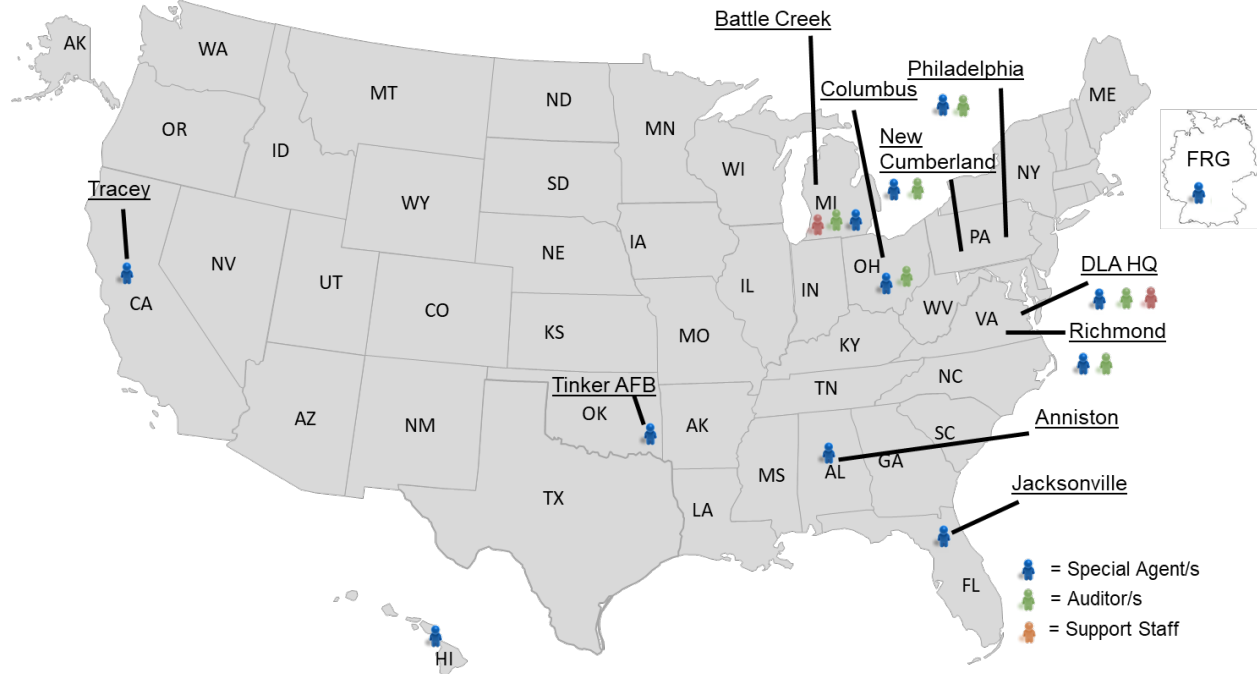 Battle Creek
Philadelphia
Columbus
New
Cumberland
AK
WA
MT
ND
MN
ME
OR
ID
WI
NY
FRG
Tracey
SD
WY
MI
PA
IA
NE
NV
OH
DLA HQ
UT
IL
IN
CA
CO
WV
VA
Richmond
KS
MO
KY
NC
Tinker AFB
TN
AZ
NM
OK
AK
SC
Anniston
MS
AL
GA
TX
LA
Jacksonville
= Special Agent/s
FL
= Auditor/s
= Support Staff
HI